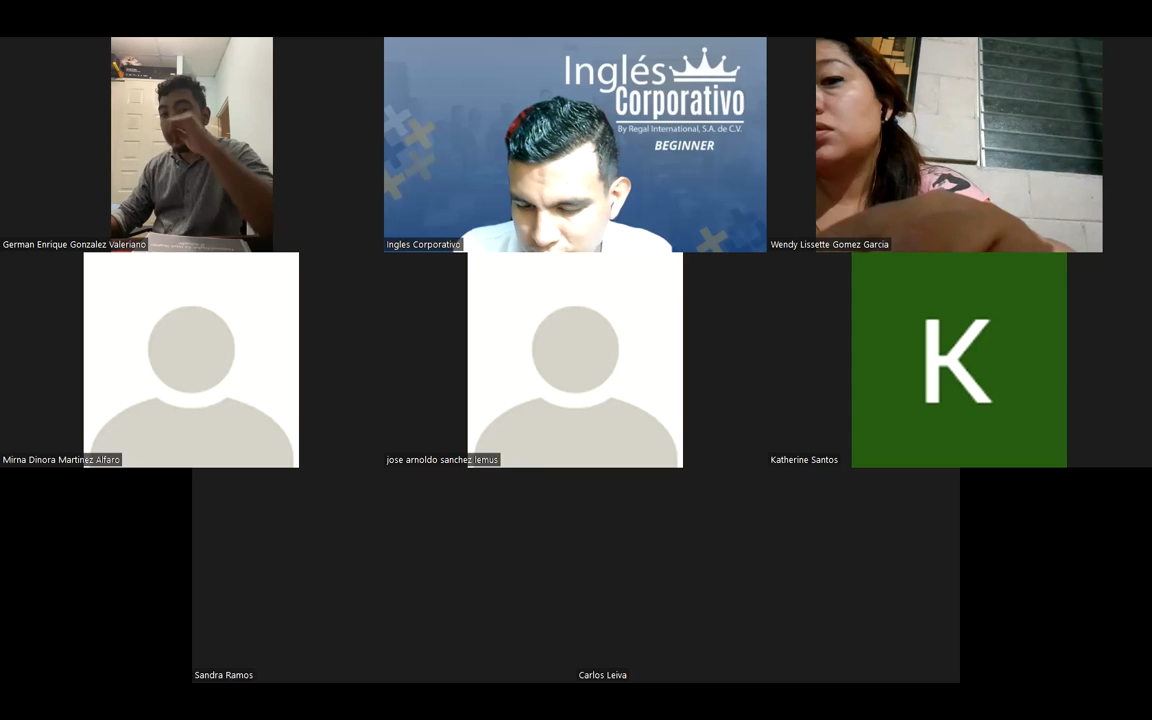 Inglés
Corporativo
By Regal International, S.A. de C.V.
BEGINNER
German Enrique Gonzalez Valeriano
Ingles Corporativo
Wendy Lissette Gomez Garcia
K
Mirna Dinora Martinez Alfaro
jose arnoldo sanchez lemus
Katherine Santos
Sandra Ramos
Carlos Leiva